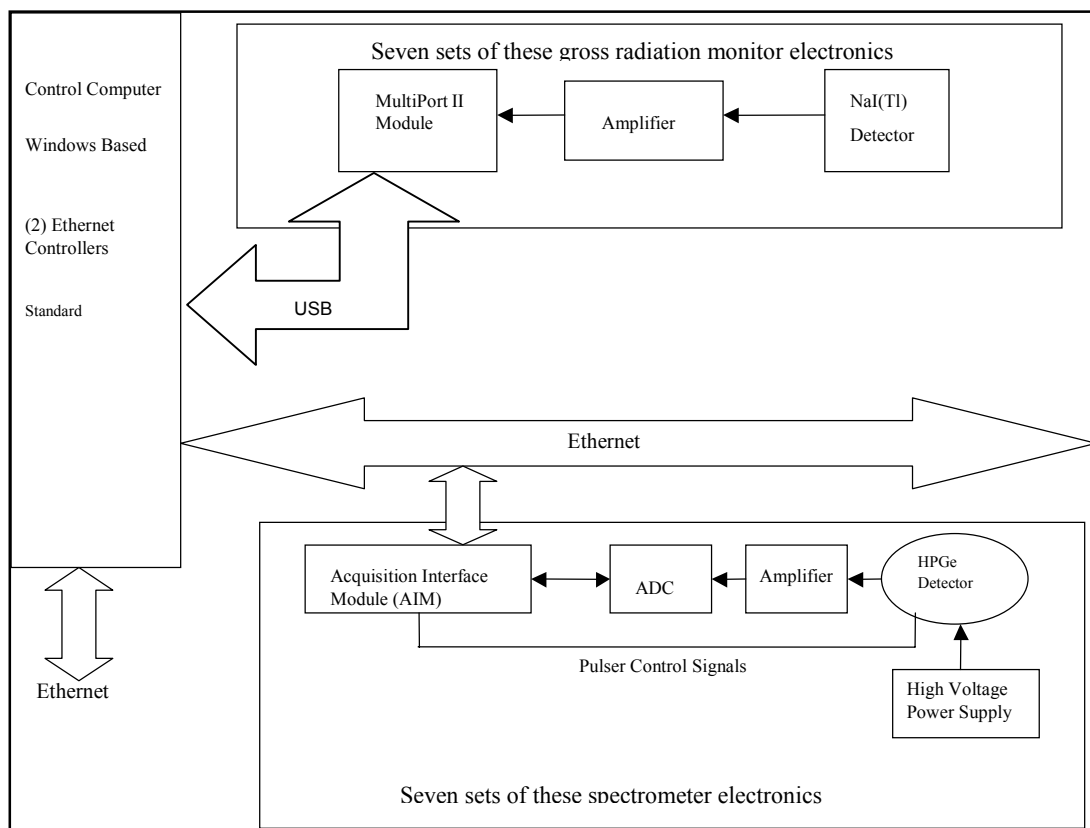 Seven sets of these gross radiation monitor electronics
Control Computer
Windows Based
(2) Ethernet
Controllers
Standard
MultiPort II
Module
Amplifier
NaI(Tl)
Detector
USB
Ethernet
Acquisition Interface
Module (AIM)
ADC
Amplifier
HPGe
Detector
Pulser Control Signals
High Voltage
Power Supply
Ethernet
Seven sets of these spectrometer electronics